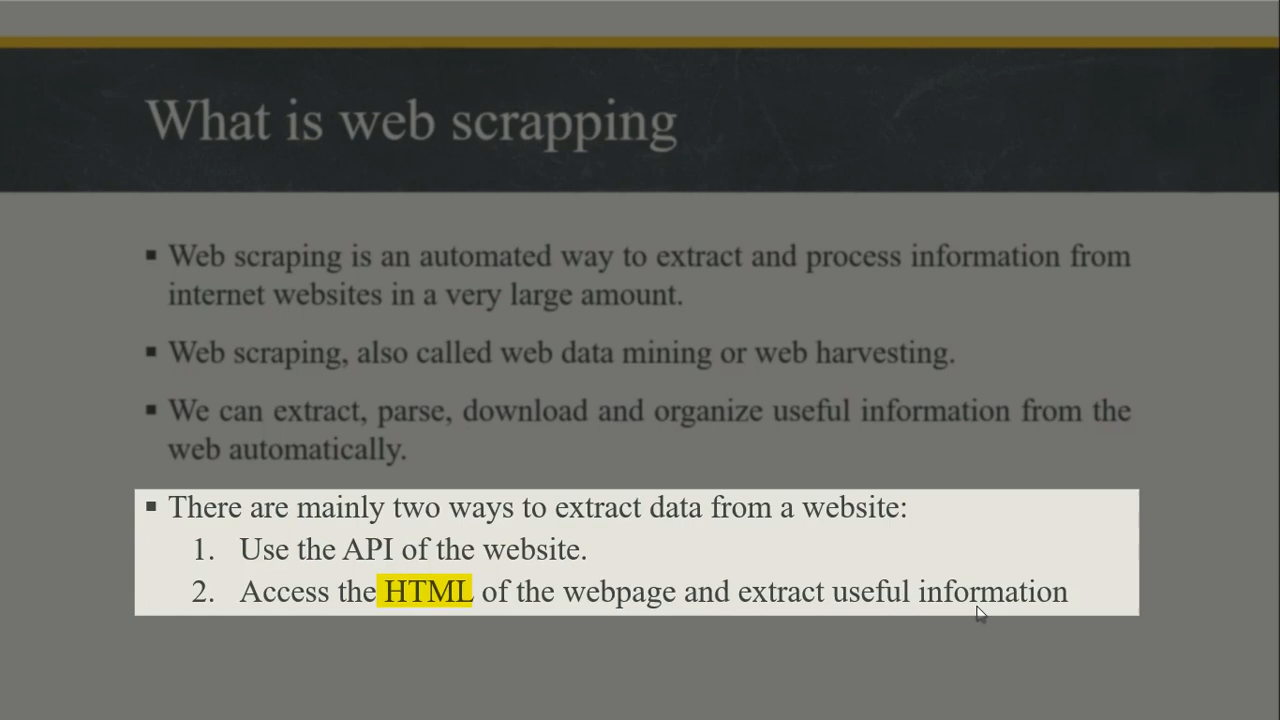 What is web scrapping
▪ Web scraping is an automated way to extract and process information from
internet websites in a very large amount.
▪ Web scraping, also called web data mining or web harvesting.
▪ We can extract, parse, download and organize useful information from the
web automatically.
▪ There are mainly two ways to extract data from a website:
1. Use the API of the website.
2. Access the HTML of the webpage and extract useful information